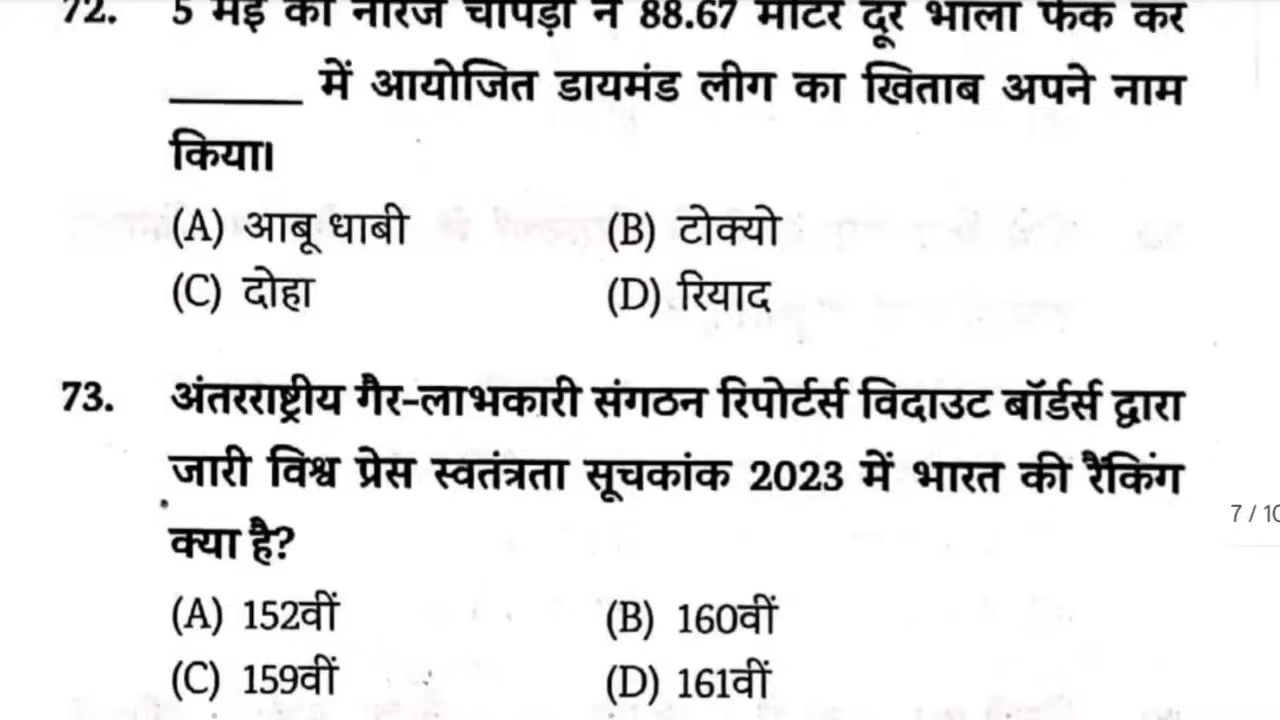 72. 5 मई को नीरज चोपड़ा ने 88.67 मीटर दूर भाला फेंक कर
______ में आयोजित डायमंड लीग का खिताब अपने नाम
किया।
(A) आबू धाबी (B) टोक्यो
(C) दोहा (D) रियाद
73. अंतरराष्ट्रीय गैर-लाभकारी संगठन रिपोर्टर्स विदाउट बॉर्डर्स द्वारा
जारी विश्व प्रेस स्वतंत्रता सूचकांक 2023 में भारत की रैंकिंग
7 / 10
क्या है?
(A) 152वीं (B) 160वीं
(C) 159वीं (D) 161वीं